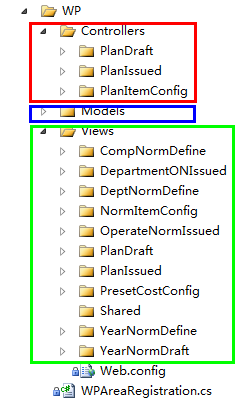 WP
Controllers
PlanDraft
PlanIssued
PlanItemConfig
Models
Views
CompNormDefine
DepartmentONIssued
DeptNormDefine
NormItemConfig
OperateNormIssued
PlanDraft
PlanIssued
PresetCostConfig
Shared
YearNormDefine
YearNormDraft
Web.config
WPAreaRegistration.cs